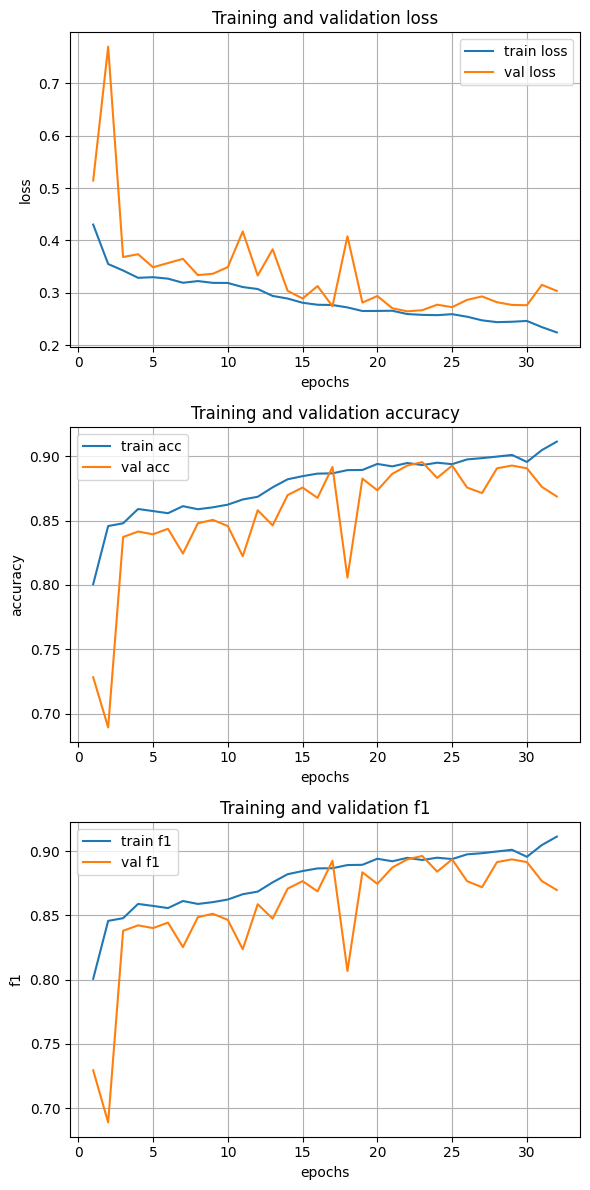 Training and validation loss
train loss
val loss
0.7
0.6
0.5
0.4
0.3
0.2
loss
0 5 10 15 20 25 30
epochs
Training and validation accuracy
train acc
val acc
0.90
0.85
0.80
0.75
0.70
accuracy
0 5 10 15 20 25 30
epochs
Training and validation f1
train f1
val f1
0.90
0.85
0.80
0.75
0.70
f1
0 5 10 15 20 25 30
epochs